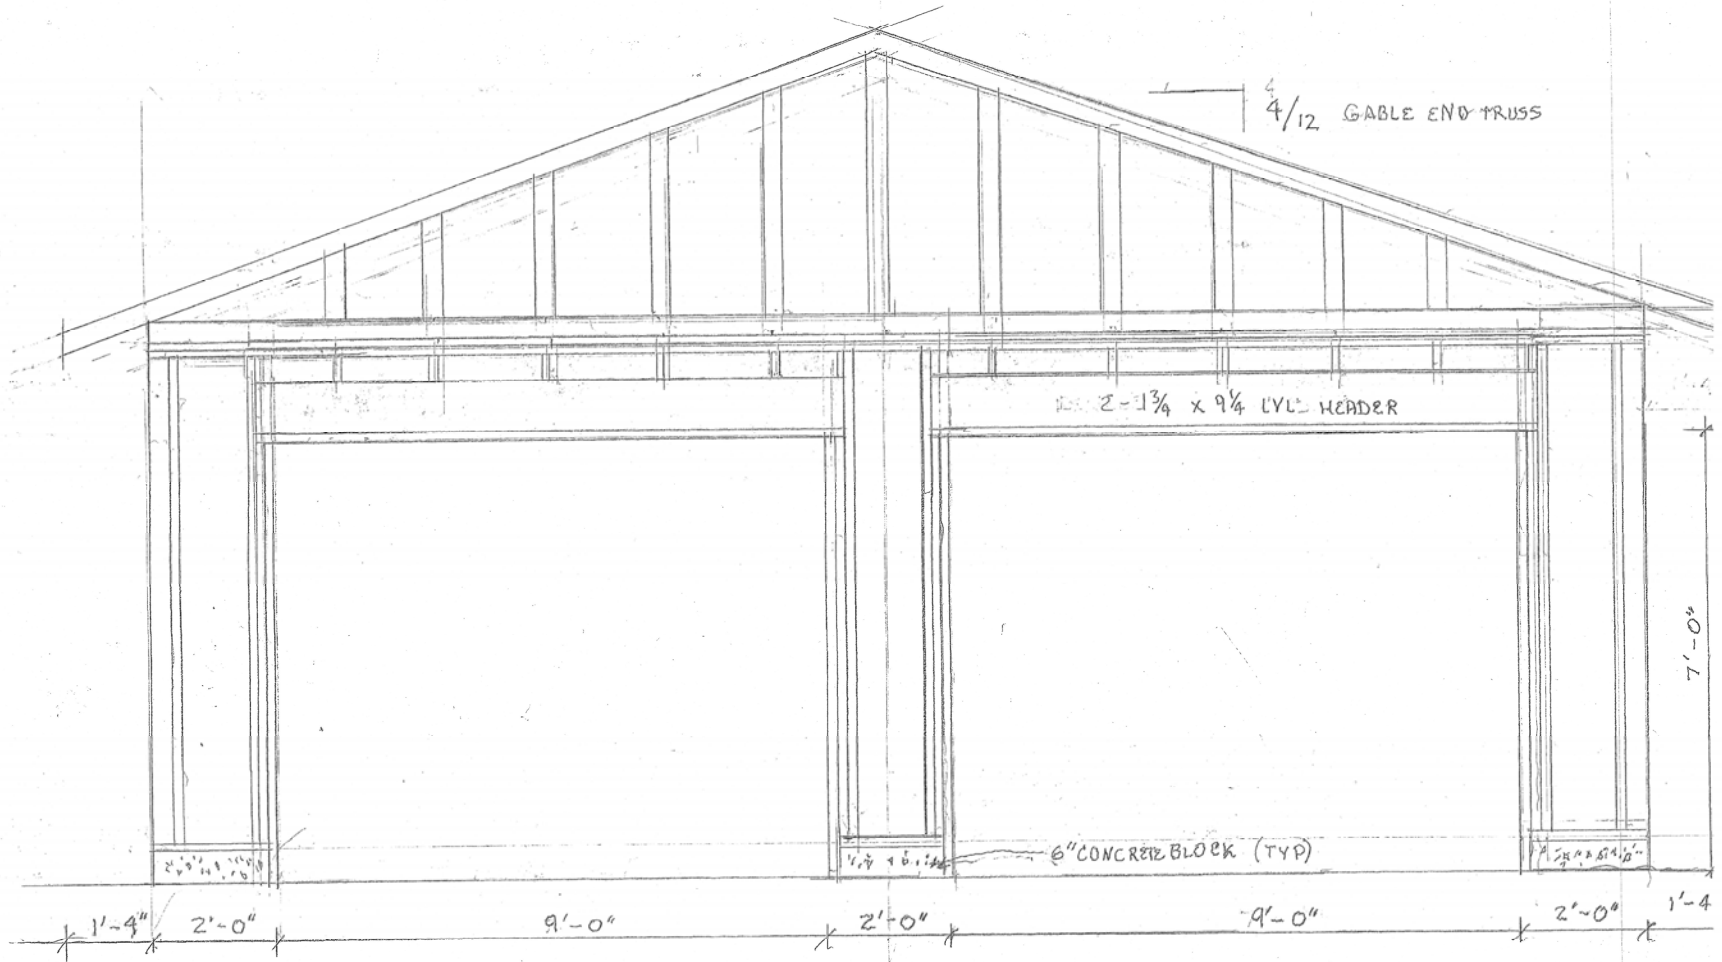 4/12 GABLE END TRUSS
2-1¾ x 9¼ LVL HEADER
7'-0"
6" CONCRETE BLOCK (TYP)
1'-4" 2'-0" 9'-0" 2'-0" 9'-0" 2'-0" 1'-4